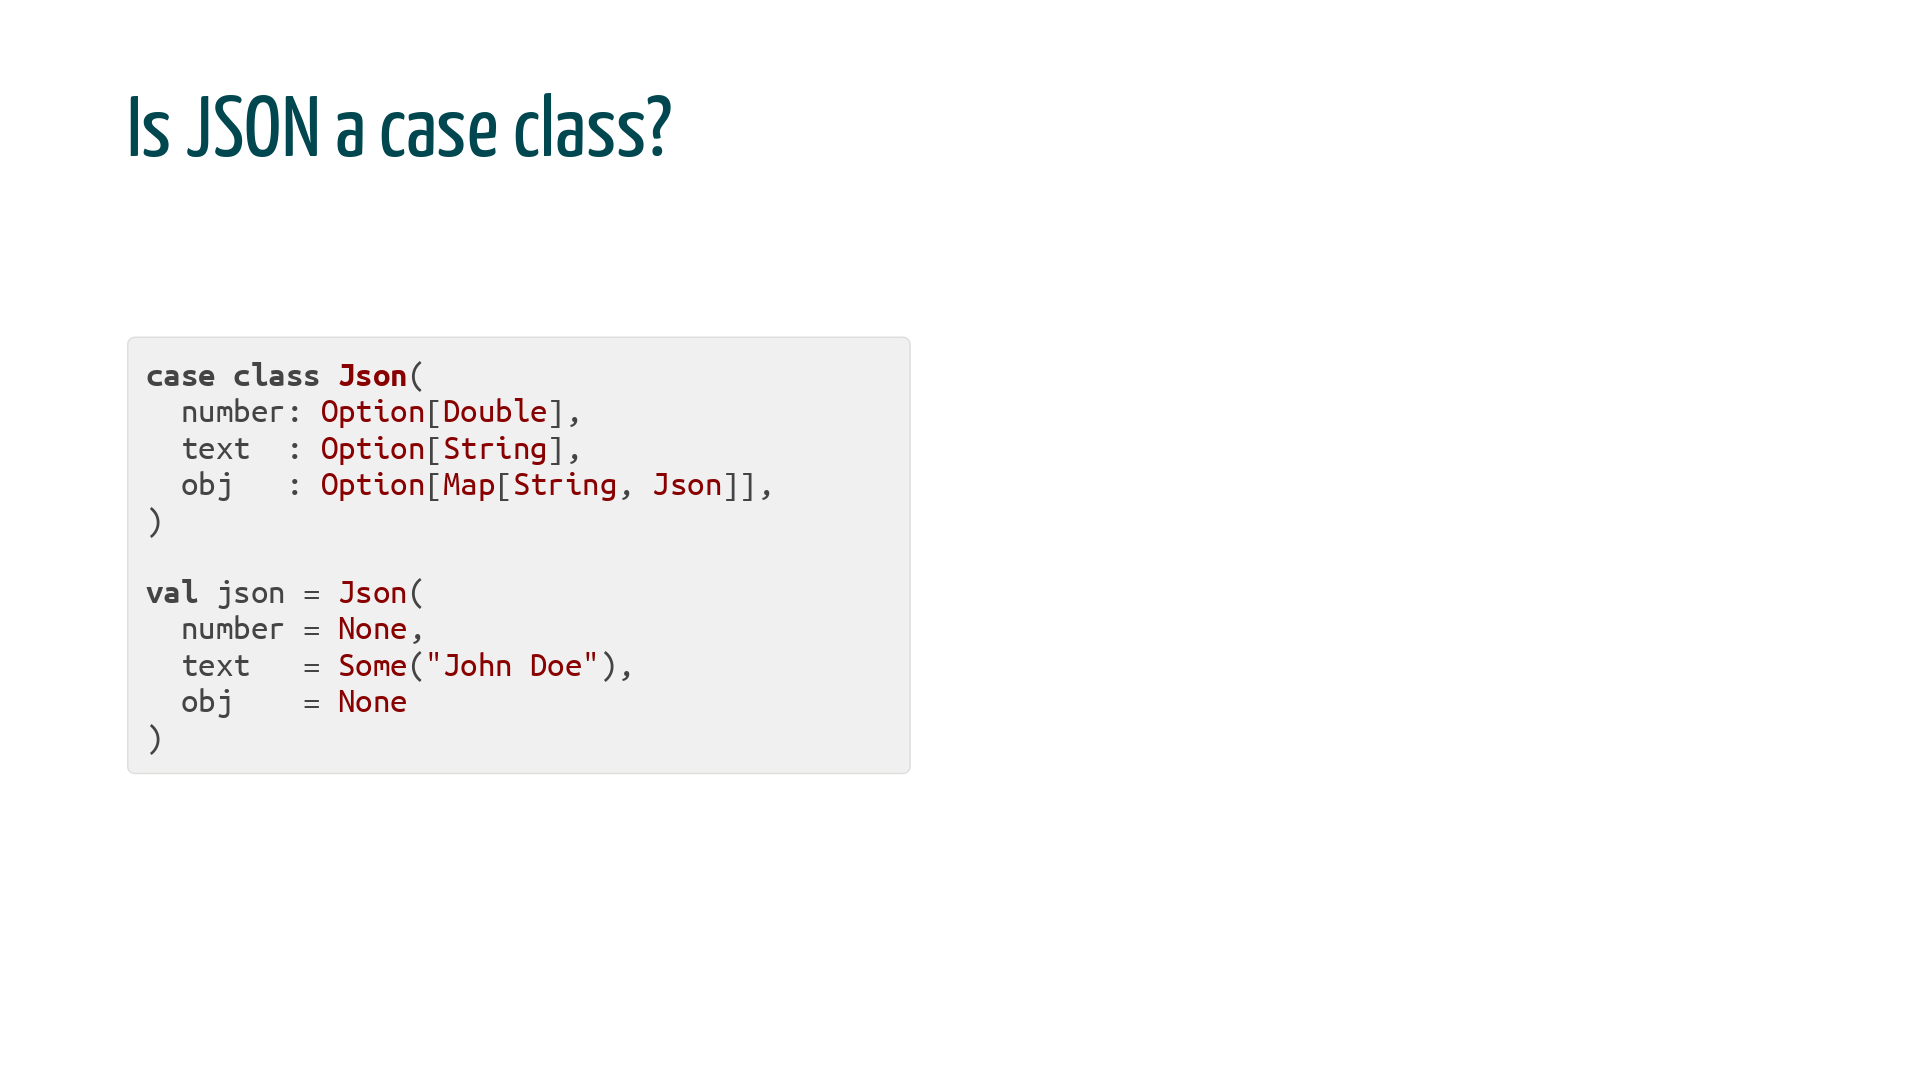 Is JSON a case class?
case class Json(
  number: Option[Double],
  text  : Option[String],
  obj   : Option[Map[String, Json]],
)
val json = Json(
  number = None,
  text   = Some("John Doe"),
  obj    = None
)